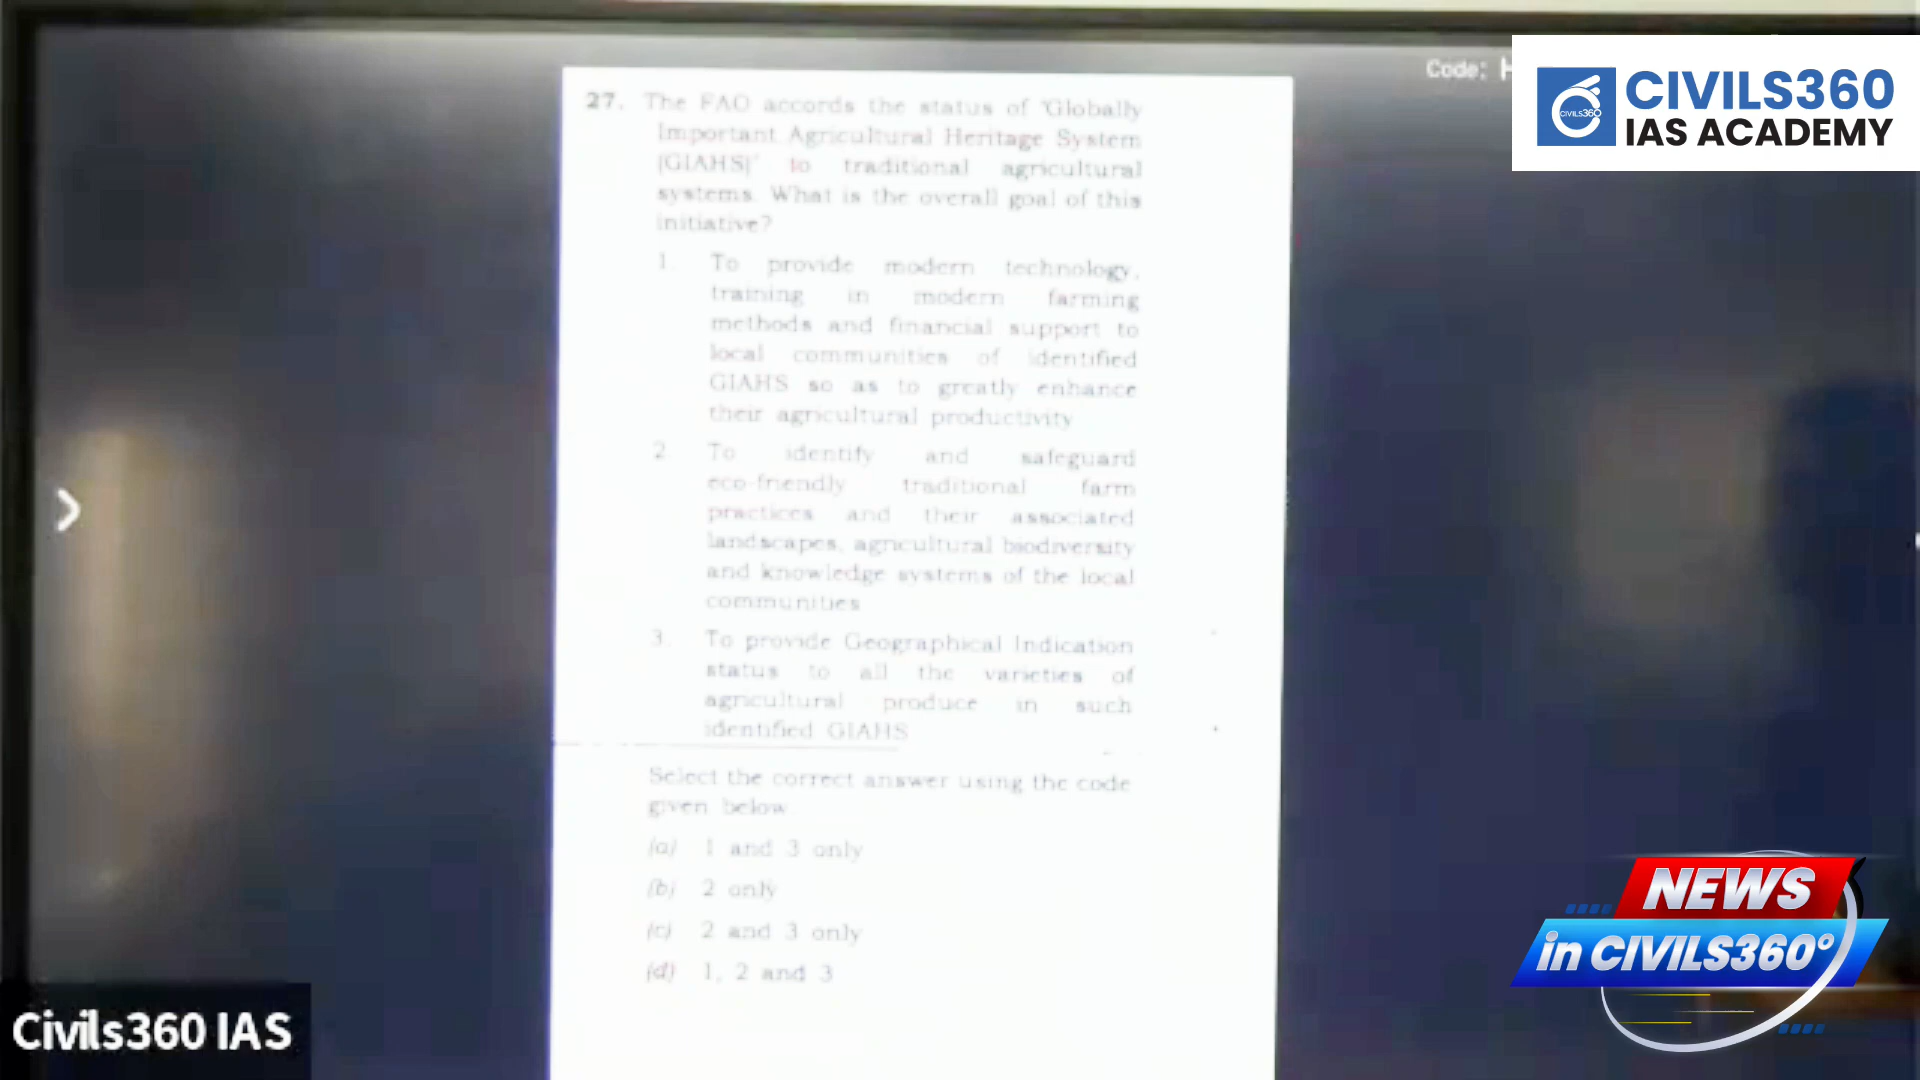 Code: H
CIVILS360
IAS ACADEMY
CIVILS360
27. The FAO accords the status of 'Globally
Important Agricultural Heritage System
(GIAHS)' to traditional agricultural
systems. What is the overall goal of this
initiative?
1. To provide modern technology,
training in modern farming
methods and financial support to
local communities of identified
GIAHS so as to greatly enhance
their agricultural productivity
2 To identify and safeguard
eco-friendly traditional farm
practices and their associated
landscapes, agricultural biodiversity
and knowledge systems of the local
communities
3. To provide Geographical Indication
status to all the varieties of
agricultural produce in such
identified GIAHS
Select the correct answer using the code
given below
(a) 1 and 3 only
(b) 2 only
(c) 2 and 3 only
(d) 1, 2 and 3
NEWS
in CIVILS360°
Civils360 IAS